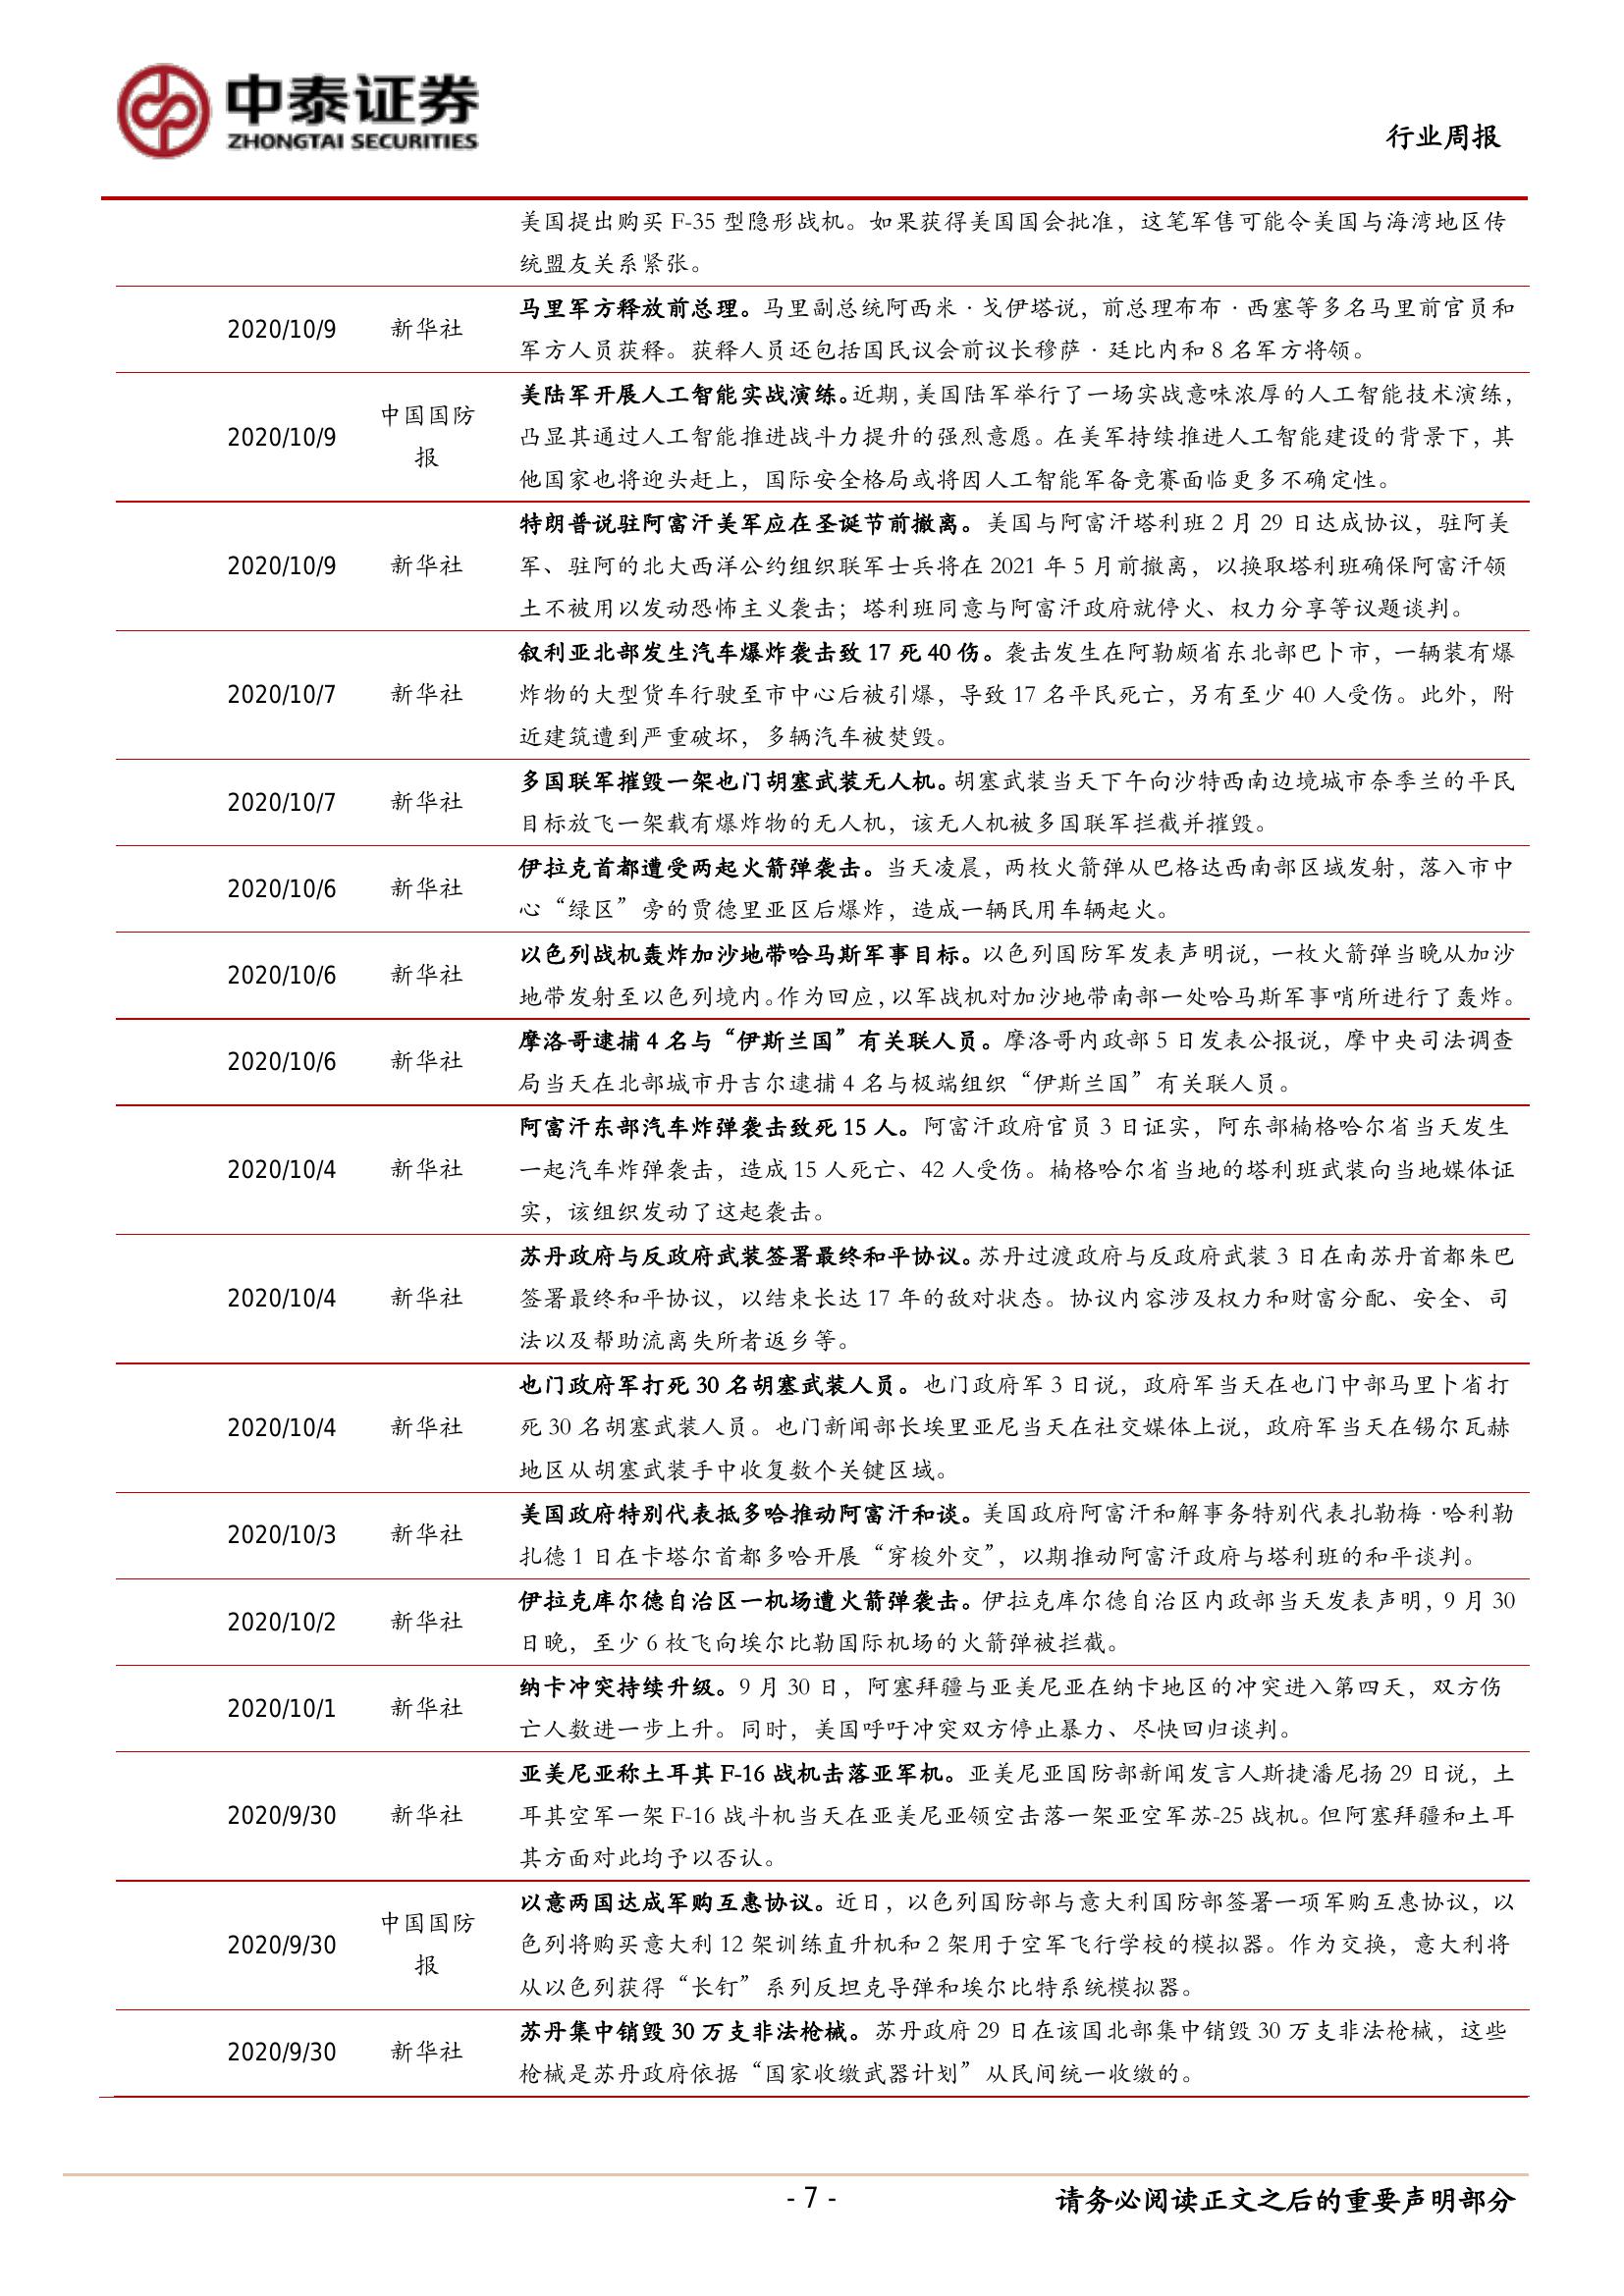 中泰证券
ZHONGTAI SECURITIES
行业周报
美国提出购买 F-35 型隐形战机。如果获得美国国会批准，这笔军售可能令美国与海湾地区传
统盟友关系紧张。
2020/10/9
新华社
马里军方释放前总理。马里副总统阿西米·戈伊塔说，前总理布布·西塞等多名马里前官员和
军方人员获释。获释人员还包括国民议会前议长穆萨·廷比内和 8 名军方将领。
2020/10/9
中国国防
报
美陆军开展人工智能实战演练。近期，美国陆军举行了一场实战意味浓厚的人工智能技术演练，
凸显其通过人工智能推进战斗力提升的强烈意愿。在美军持续推进人工智能建设的背景下，其
他国家也将迎头赶上，国际安全格局或将因人工智能军备竞赛面临更多不确定性。
2020/10/9
新华社
特朗普说驻阿富汗美军应在圣诞节前撤离。美国与阿富汗塔利班 2 月 29 日达成协议，驻阿美
军、驻阿的北大西洋公约组织联军士兵将在 2021 年 5 月前撤离，以换取塔利班确保阿富汗领
土不被用以发动恐怖主义袭击；塔利班同意与阿富汗政府就停火、权力分享等议题谈判。
2020/10/7
新华社
叙利亚北部发生汽车爆炸袭击致 17 死 40 伤。袭击发生在阿勒颇省东北部巴卜市，一辆装有爆
炸物的大型货车行驶至市中心后被引爆，导致 17 名平民死亡，另有至少 40 人受伤。此外，附
近建筑遭到严重破坏，多辆汽车被焚毁。
2020/10/7
新华社
多国联军摧毁一架也门胡塞武装无人机。胡塞武装当天下午向沙特西南边境城市奈季兰的平民
目标放飞一架载有爆炸物的无人机，该无人机被多国联军拦截并摧毁。
2020/10/6
新华社
伊拉克首都遭受两起火箭弹袭击。当天凌晨，两枚火箭弹从巴格达西南部区域发射，落入市中
心“绿区”旁的贾德里亚区后爆炸，造成一辆民用车辆起火。
2020/10/6
新华社
以色列战机轰炸加沙地带哈马斯军事目标。以色列国防军发表声明说，一枚火箭弹当晚从加沙
地带发射至以色列境内。作为回应，以军战机对加沙地带南部一处哈马斯军事哨所进行了轰炸。
2020/10/6
新华社
摩洛哥逮捕 4 名与“伊斯兰国”有关联人员。摩洛哥内政部 5 日发表公报说，摩中央司法调查
局当天在北部城市丹吉尔逮捕 4 名与极端组织“伊斯兰国”有关联人员。
2020/10/4
新华社
阿富汗东部汽车炸弹袭击致死 15 人。阿富汗政府官员 3 日证实，阿东部楠格哈尔省当天发生
一起汽车炸弹袭击，造成 15 人死亡、42 人受伤。楠格哈尔省当地的塔利班武装向当地媒体证
实，该组织发动了这起袭击。
2020/10/4
新华社
苏丹政府与反政府武装签署最终和平协议。苏丹过渡政府与反政府武装 3 日在南苏丹首都朱巴
签署最终和平协议，以结束长达 17 年的敌对状态。协议内容涉及权力和财富分配、安全、司
法以及帮助流离失所者返乡等。
2020/10/4
新华社
也门政府军打死 30 名胡塞武装人员。也门政府军 3 日说，政府军当天在也门中部马里卜省打
死 30 名胡塞武装人员。也门新闻部长埃里亚尼当天在社交媒体上说，政府军当天在锡尔瓦赫
地区从胡塞武装手中收复数个关键区域。
2020/10/3
新华社
美国政府特别代表抵多哈推动阿富汗和谈。美国政府阿富汗和解事务特别代表扎勒梅·哈利勒
扎德 1 日在卡塔尔首都多哈开展“穿梭外交”，以期推动阿富汗政府与塔利班的和平谈判。
2020/10/2
新华社
伊拉克库尔德自治区一机场遭火箭弹袭击。伊拉克库尔德自治区内政部当天发表声明，9 月 30
日晚，至少 6 枚飞向埃尔比勒国际机场的火箭弹被拦截。
2020/10/1
新华社
纳卡冲突持续升级。9 月 30 日，阿塞拜疆与亚美尼亚在纳卡地区的冲突进入第四天，双方伤
亡人数进一步上升。同时，美国呼吁冲突双方停止暴力、尽快回归谈判。
2020/9/30
新华社
亚美尼亚称土耳其 F-16 战机击落亚军机。亚美尼亚国防部新闻发言人斯捷潘尼扬 29 日说，土
耳其空军一架 F-16 战斗机当天在亚美尼亚领空击落一架亚空军苏-25 战机。但阿塞拜疆和土耳
其方面对此均予以否认。
2020/9/30
中国国防
报
以意两国达成军购互惠协议。近日，以色列国防部与意大利国防部签署一项军购互惠协议，以
色列将购买意大利 12 架训练直升机和 2 架用于空军飞行学校的模拟器。作为交换，意大利将
从以色列获得“长钉”系列反坦克导弹和埃尔比特系统模拟器。
2020/9/30
新华社
苏丹集中销毁 30 万支非法枪械。苏丹政府 29 日在该国北部集中销毁 30 万支非法枪械，这些
枪械是苏丹政府依据“国家收缴武器计划”从民间统一收缴的。
- 7 -
请务必阅读正文之后的重要声明部分